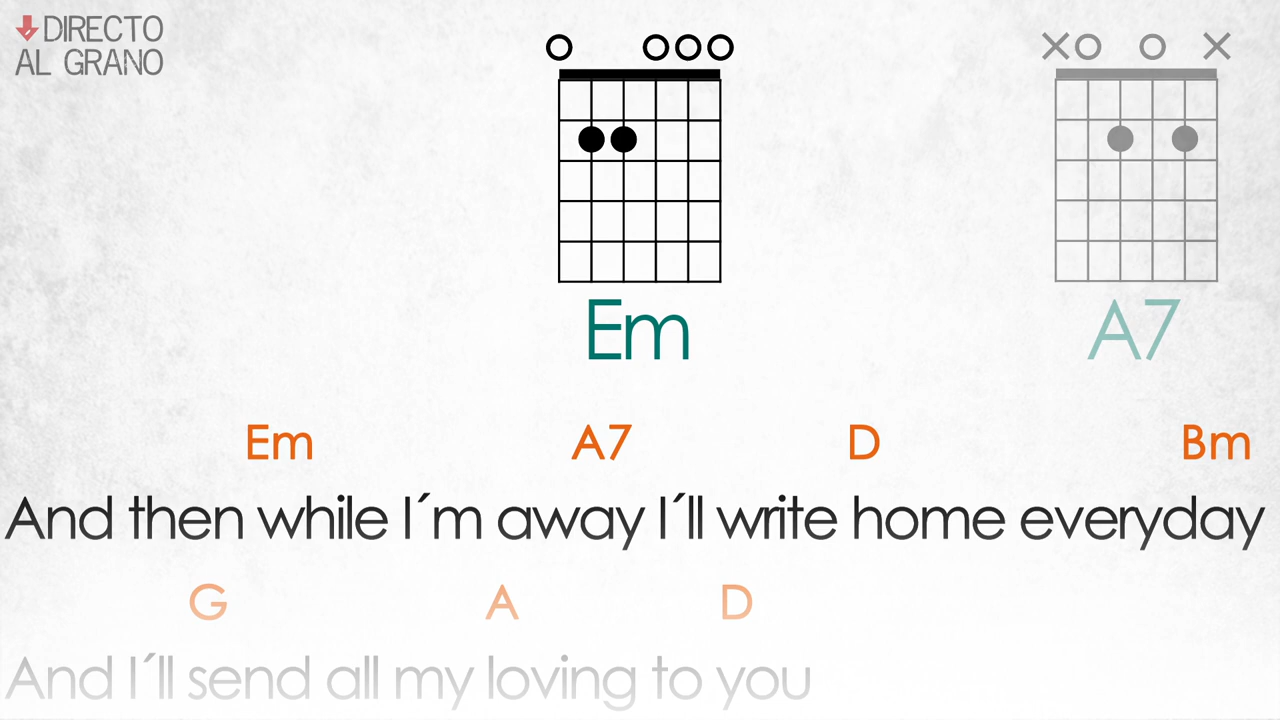 DIRECTO
AL GRANO
Em A7
Em A7 D Bm
And then while I´m away I´ll write home everyday
G A D
And I´ll send all my loving to you